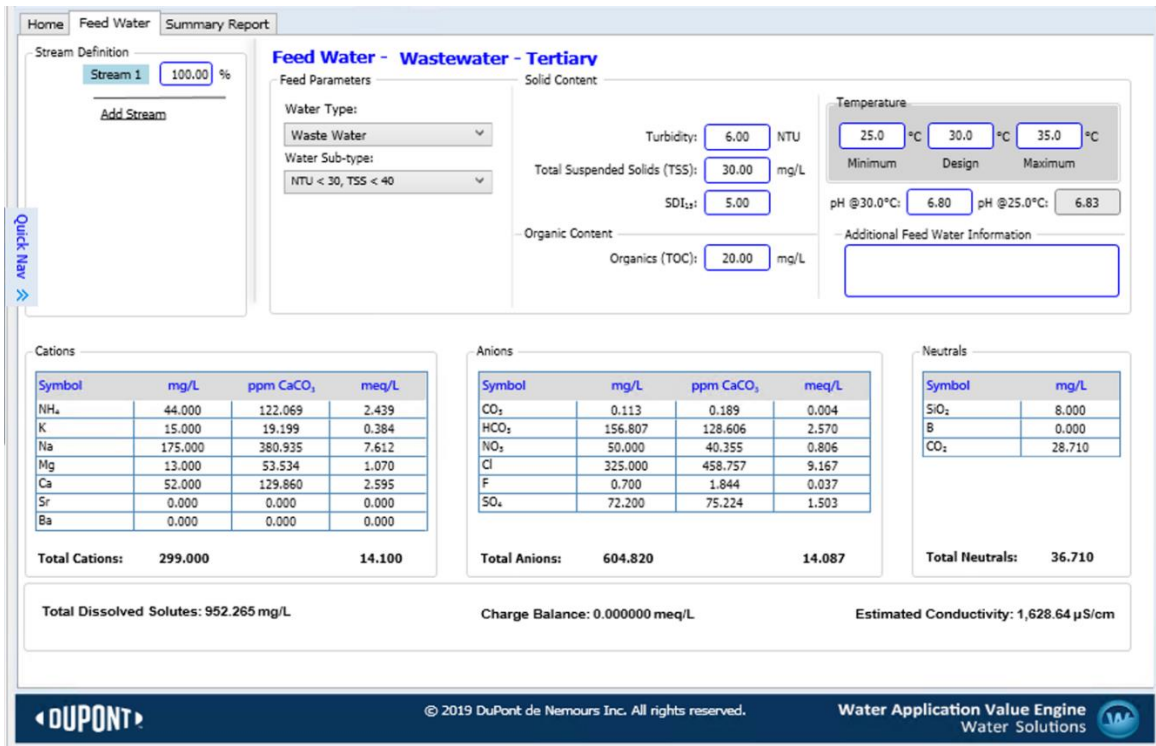 Home Feed Water Summary Report
Stream Definition
Stream 1 100.00 %
Add Stream
Quick Nav
Feed Water - Wastewater - Tertiary
Feed Parameters
Water Type:
Waste Water
Water Sub-type:
NTU < 30, TSS < 40
Solid Content
Turbidity: 6.00 NTU
Total Suspended Solids (TSS): 30.00 mg/L
SDI₁₅: 5.00
Organic Content
Organics (TOC): 20.00 mg/L
Temperature
25.0 °C 30.0 °C 35.0 °C
Minimum Design Maximum
pH @30.0°C: 6.80 pH @25.0°C: 6.83
Additional Feed Water Information
Cations
Symbol mg/L ppm CaCO₃ meq/L
NH₄ 44.000 122.069 2.439
K 15.000 19.199 0.384
Na 175.000 380.935 7.612
Mg 13.000 53.534 1.070
Ca 52.000 129.860 2.595
Sr 0.000 0.000 0.000
Ba 0.000 0.000 0.000
Total Cations: 299.000 14.100
Anions
Symbol mg/L ppm CaCO₃ meq/L
CO₃ 0.113 0.189 0.004
HCO₃ 156.807 128.606 2.570
NO₃ 50.000 40.355 0.806
Cl 325.000 458.757 9.167
F 0.700 1.844 0.037
SO₄ 72.200 75.224 1.503
Total Anions: 604.820 14.087
Neutrals
Symbol mg/L
SiO₂ 8.000
B 0.000
CO₂ 28.710
Total Neutrals: 36.710
Total Dissolved Solutes: 952.265 mg/L Charge Balance: 0.000000 meq/L Estimated Conductivity: 1,628.64 µS/cm
DUPONT
© 2019 DuPont de Nemours Inc. All rights reserved.
Water Application Value Engine
Water Solutions